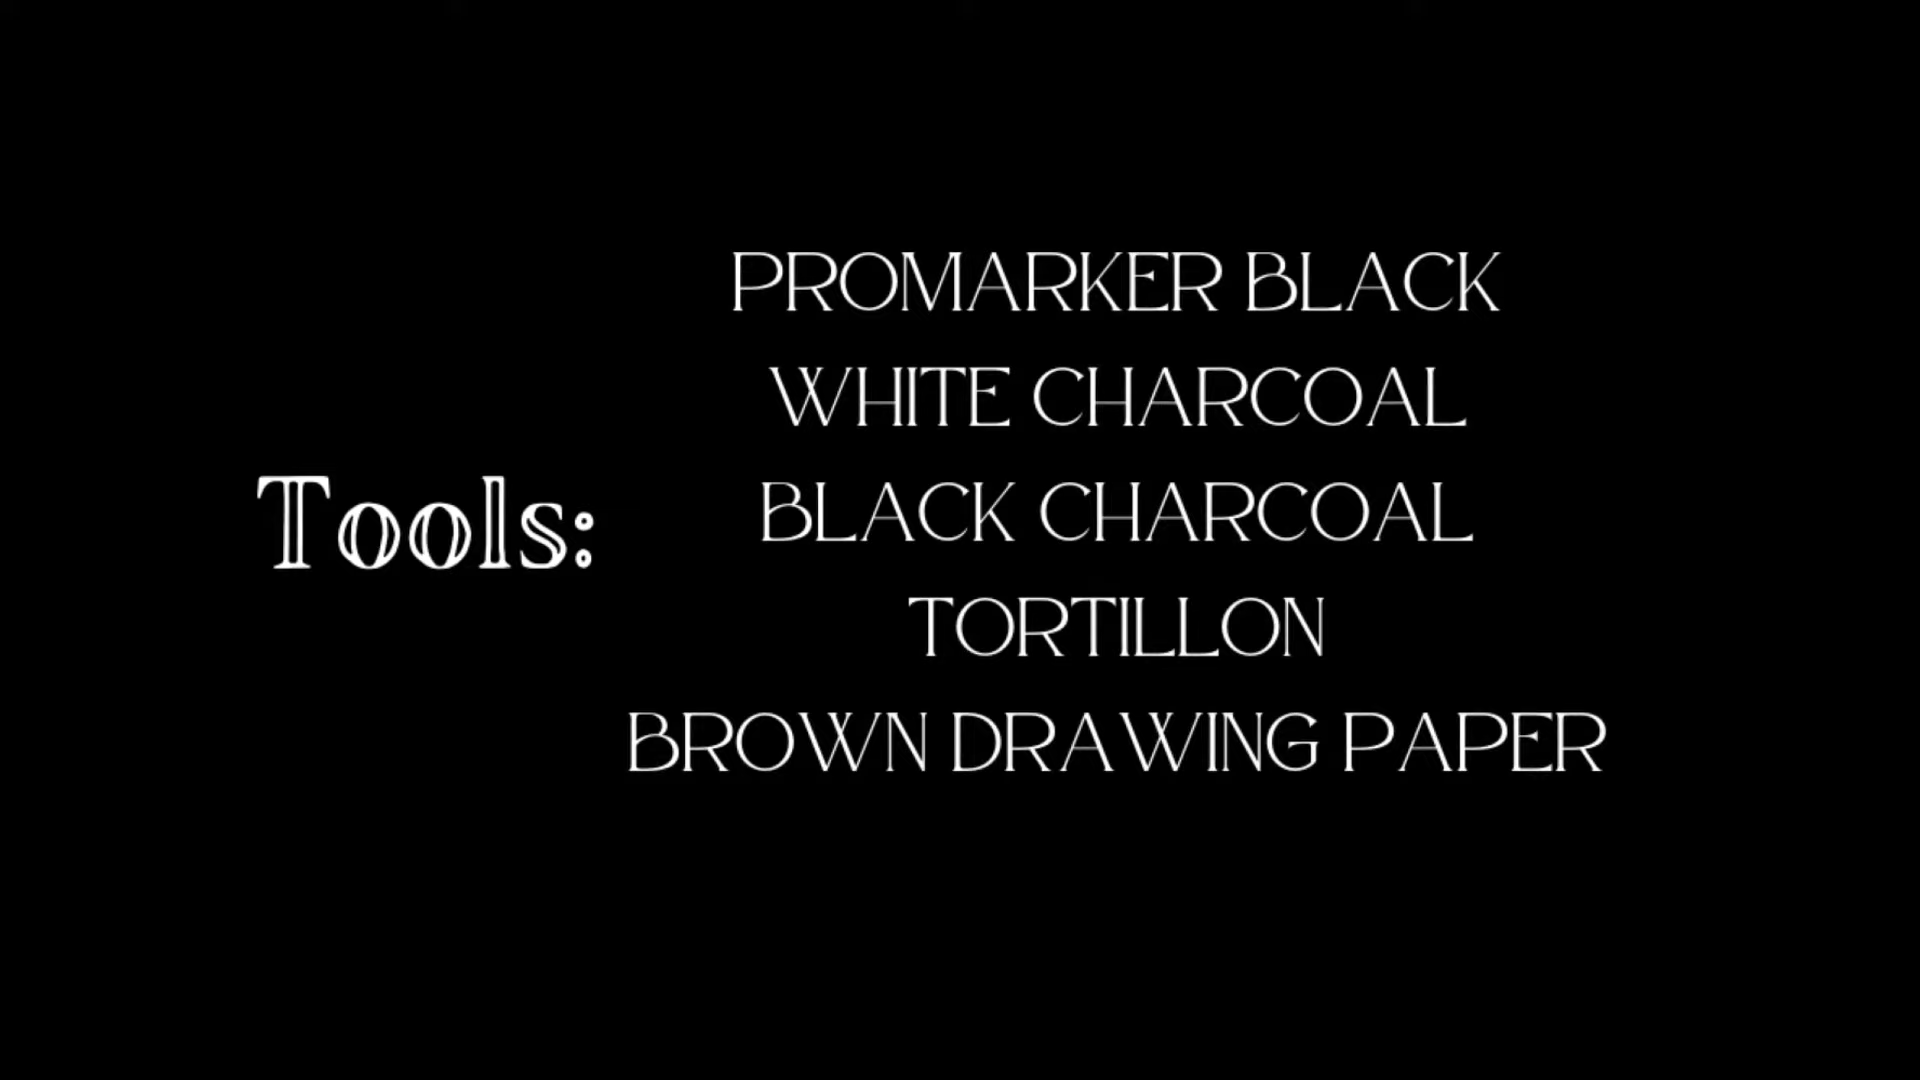 Tools:
PROMARKER BLACK
WHITE CHARCOAL
BLACK CHARCOAL
TORTILLON
BROWN DRAWING PAPER